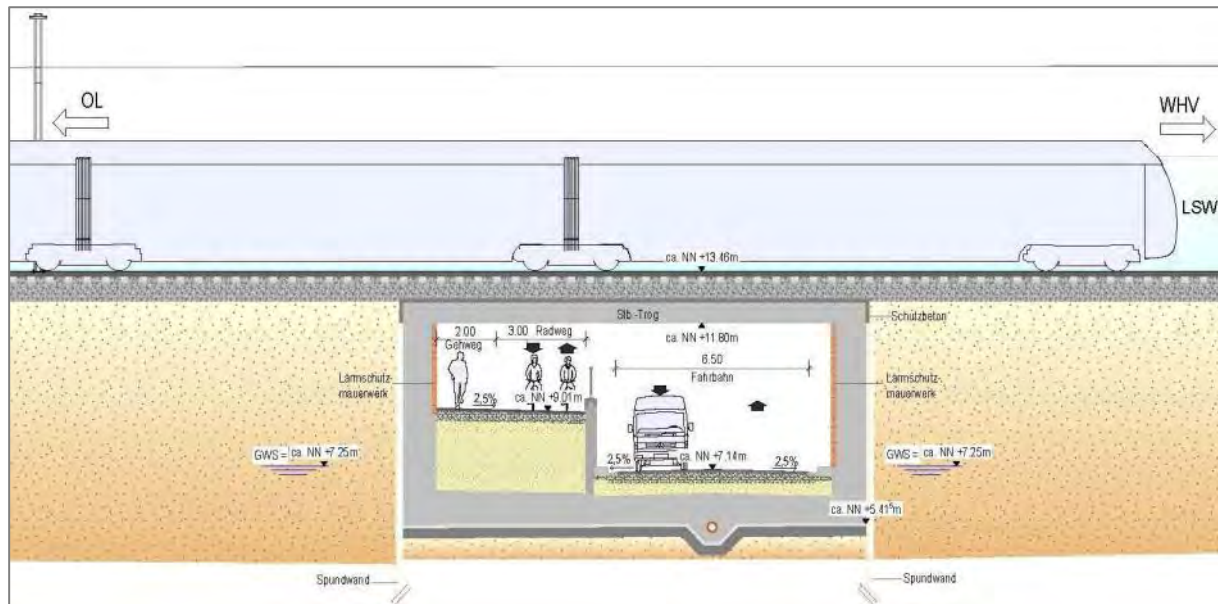 OL
WHV
LSW
ca. NN +13.46m
Stb.-Trog
Schutzbeton
2.00
Gehweg
3.00 Radweg
ca. NN +11.80m
6.50
Fahrbahn
Lärmschutz-
mauerwerk
Lärmschutz-
mauerwerk
2,5%
ca. NN +9.01m
GWS = ca. NN +7.25m
2,5%
ca. NN +7.14m
2,5%
GWS = ca. NN +7.25m
ca. NN +5.41⁵m
Spundwand
Spundwand